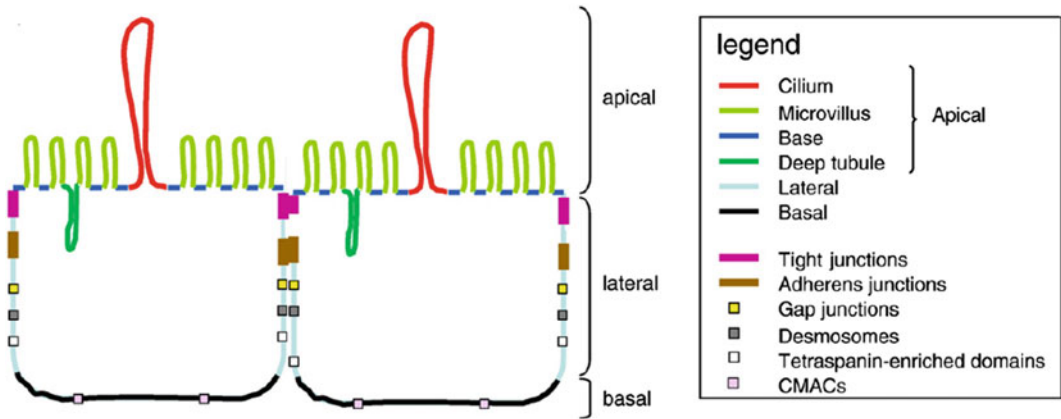 apical
lateral
basal
legend
Cilium
Microvillus
Base
Deep tubule
Apical
Lateral
Basal
Tight junctions
Adherens junctions
Gap junctions
Desmosomes
Tetraspanin-enriched domains
CMACs